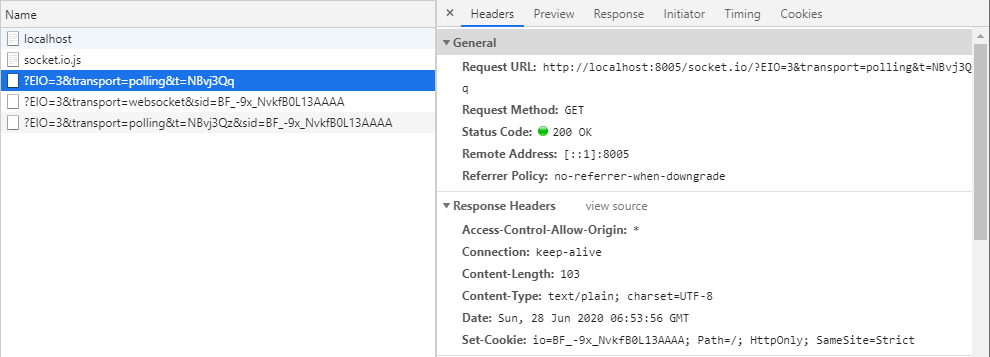 Name
localhost
socket.io.js
?EIO=3&transport=polling&t=NBvj3Qq
?EIO=3&transport=websocket&sid=BF_-9x_NvkfB0L13AAAA
?EIO=3&transport=polling&t=NBvj3Qz&sid=BF_-9x_NvkfB0L13AAAA
× Headers Preview Response Initiator Timing Cookies
General
Request URL: http://localhost:8005/socket.io/?EIO=3&transport=polling&t=NBvj3Q
q
Request Method: GET
Status Code: 200 OK
Remote Address: [::1]:8005
Referrer Policy: no-referrer-when-downgrade
Response Headers view source
Access-Control-Allow-Origin: *
Connection: keep-alive
Content-Length: 103
Content-Type: text/plain; charset=UTF-8
Date: Sun, 28 Jun 2020 06:53:56 GMT
Set-Cookie: io=BF_-9x_NvkfB0L13AAAA; Path=/; HttpOnly; SameSite=Strict